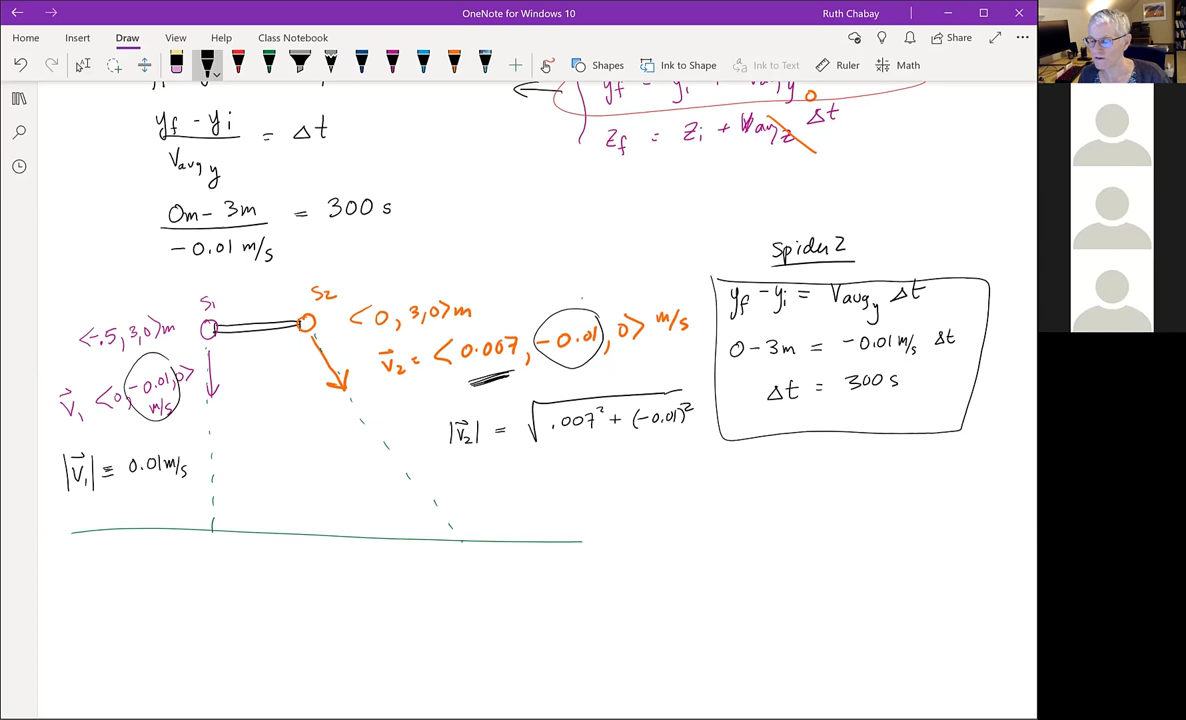 OneNote for Windows 10
Ruth Chabay
Home Insert Draw View Help Class Notebook
Share
Shapes Ink to Shape Ink to Text Ruler Math
yf - yi
Vavg y = Δt
0m - 3m
-0.01 m/s = 300 s
zf = zi + Vavg z Δt
S1
<-.5, 3, 0> m
V1 <0, -0.01, 0>
m/s
|V1| ≡ 0.01 m/s
S2
<0, 3, 0> m
V2 = <0.007, -0.01, 0> m/s
|V2| = √.007² + (-0.01)²
Spider 2
yf - yi = Vavg y Δt
0 - 3m = -0.01 m/s Δt
Δt = 300 s